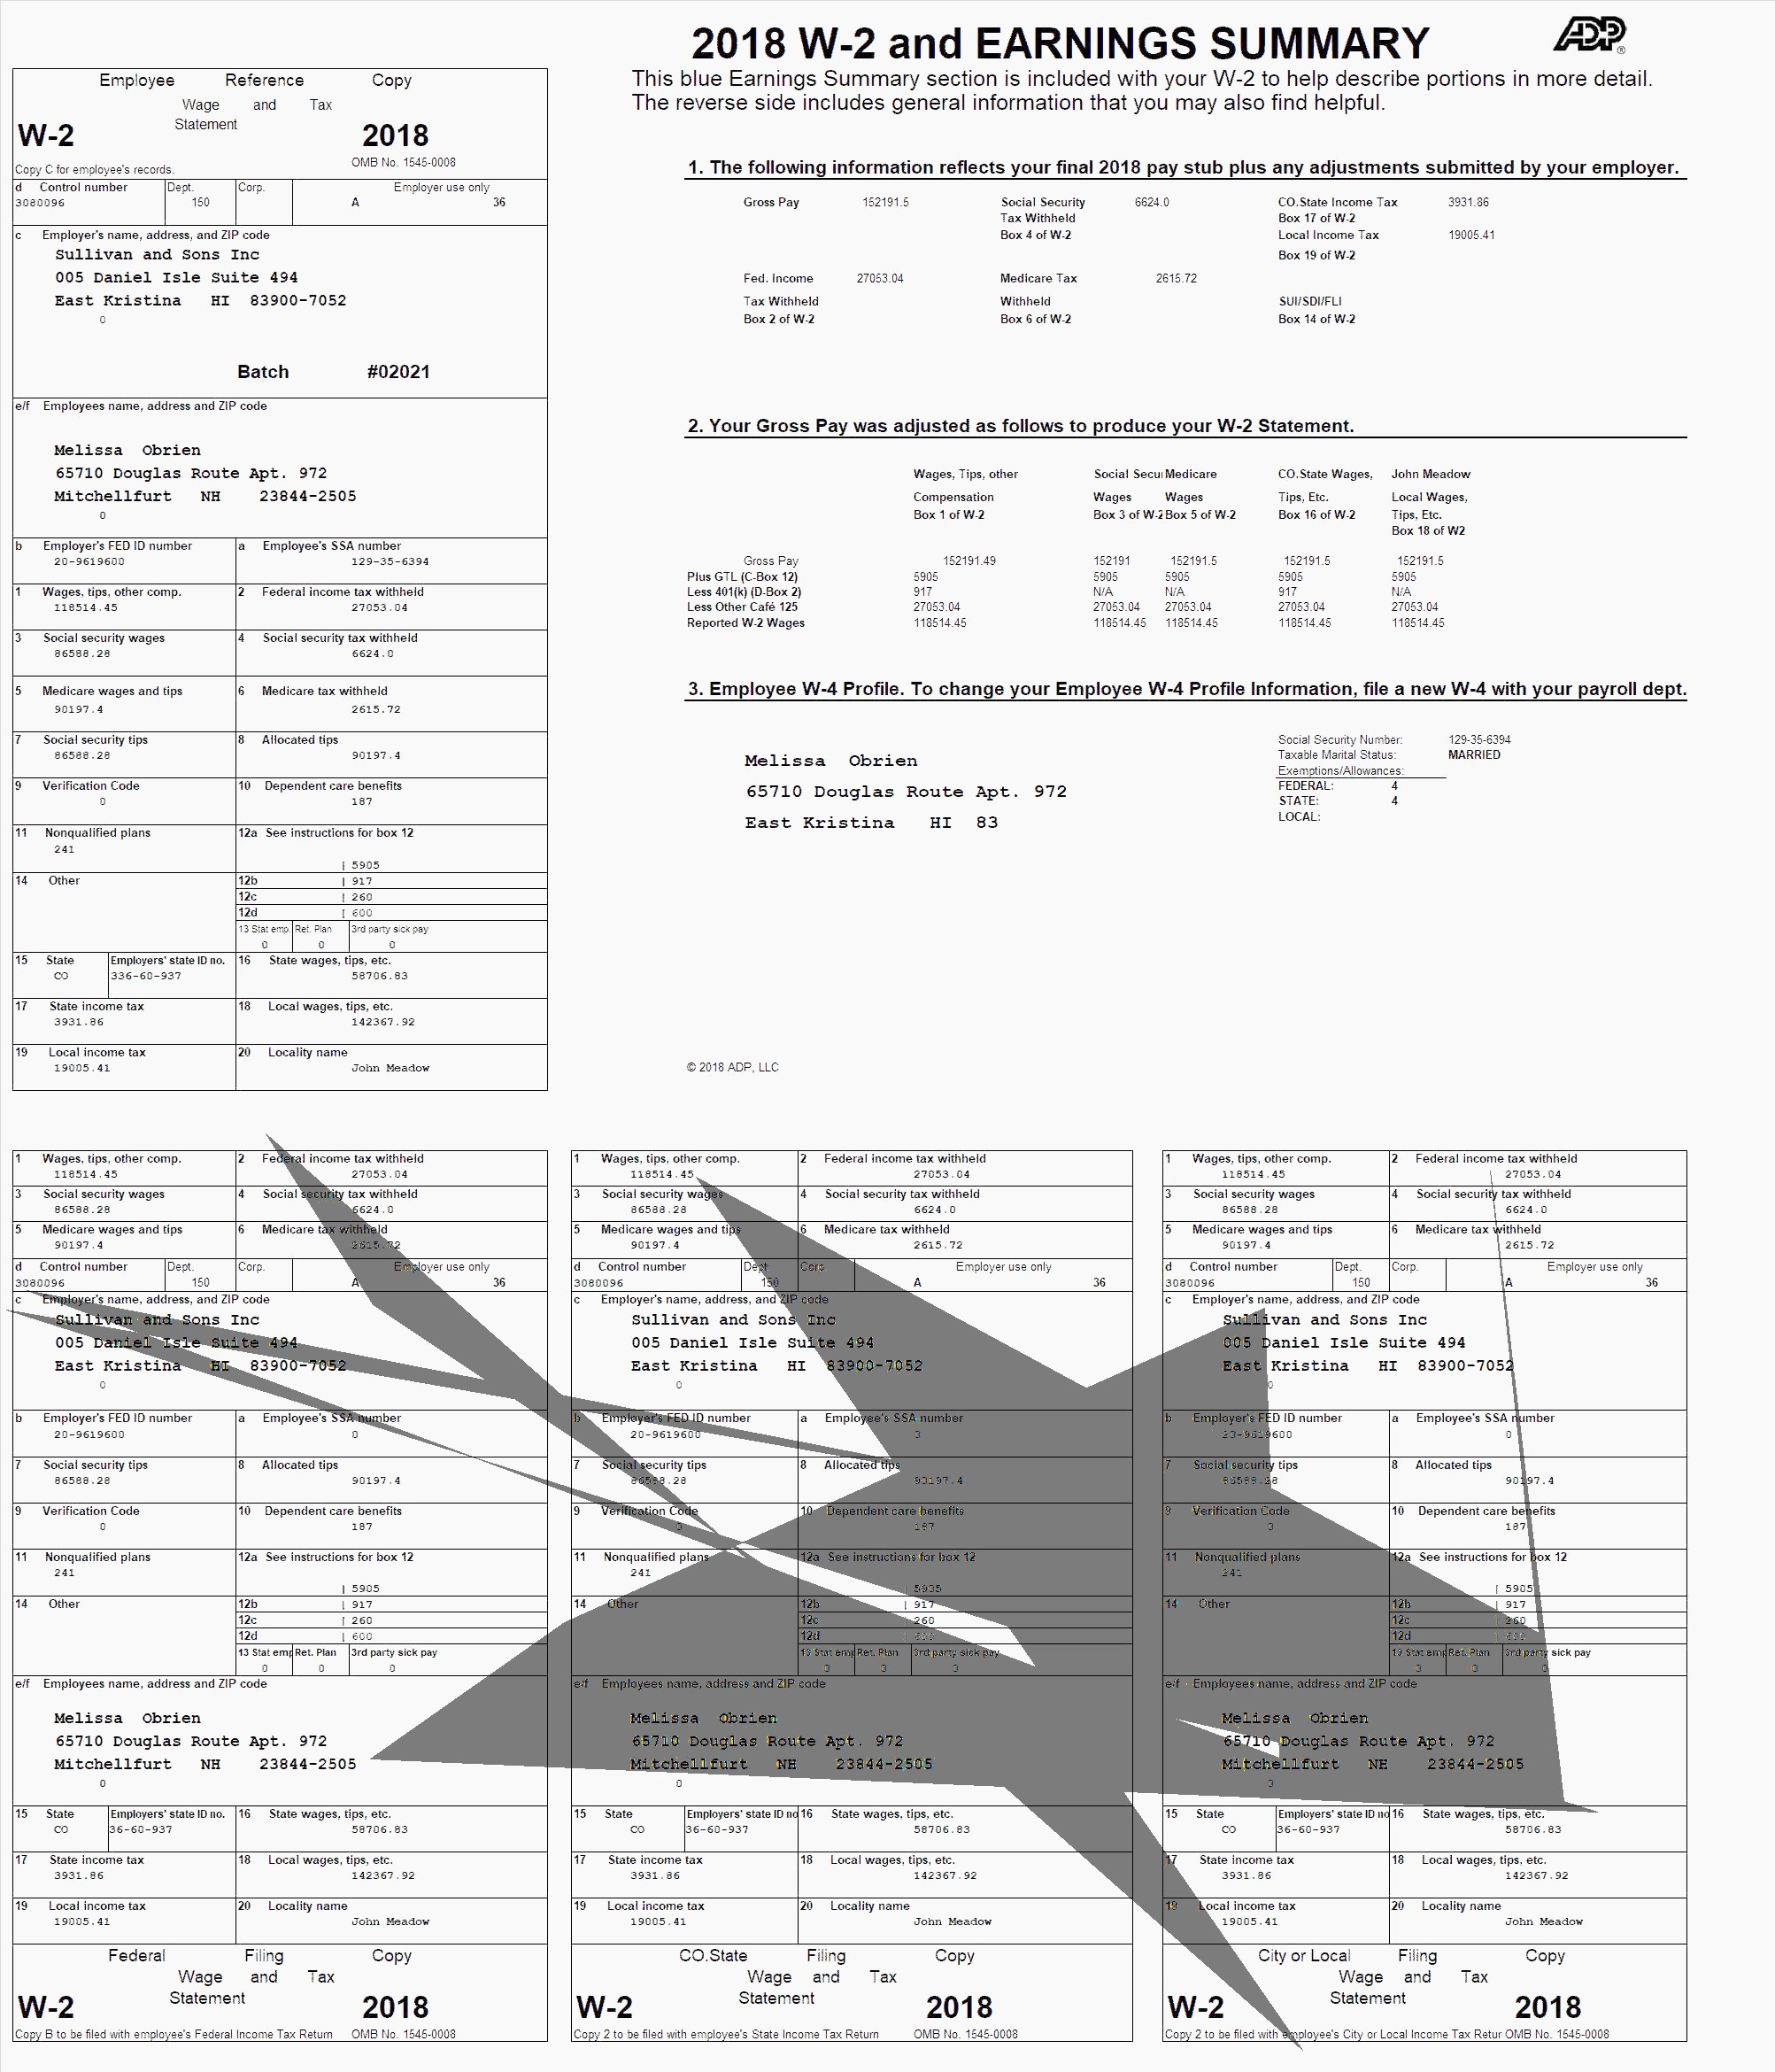 2018 W-2 and EARNINGS SUMMARY
ADP®
This blue Earnings Summary section is included with your W-2 to help describe portions in more detail.
The reverse side includes general information that you may also find helpful.
Employee Reference Copy
Wage and Tax
Statement
W-2 2018
Copy C for employee's records. OMB No. 1545-0008
d Control number Dept. Corp. Employer use only
3080096 150 A 36
c Employer's name, address, and ZIP code
Sullivan and Sons Inc
005 Daniel Isle Suite 494
East Kristina HI 83900-7052
0
Batch #02021
e/f Employees name, address and ZIP code
Melissa Obrien
65710 Douglas Route Apt. 972
Mitchellfurt NH 23844-2505
0
b Employer's FED ID number a Employee's SSA number
20-9619600 129-35-6394
1 Wages, tips, other comp. 2 Federal income tax withheld
118514.45 27053.04
3 Social security wages 4 Social security tax withheld
86588.28 6624.0
5 Medicare wages and tips 6 Medicare tax withheld
90197.4 2615.72
7 Social security tips 8 Allocated tips
86588.28 90197.4
9 Verification Code 10 Dependent care benefits
0 187
11 Nonqualified plans 12a See instructions for box 12
241
5905
14 Other 12b 917
12c 260
12d 600
13 Stat emp. Ret. Plan 3rd party sick pay
0 0 0
15 State Employers' state ID no. 16 State wages, tips, etc.
CO 336-60-937 58706.83
17 State income tax 18 Local wages, tips, etc.
3931.86 142367.92
19 Local income tax 20 Locality name
19005.41 John Meadow
1. The following information reflects your final 2018 pay stub plus any adjustments submitted by your employer.
Gross Pay 152191.5 Social Security 6624.0 CO.State Income Tax 3931.86
Tax Withheld Box 17 of W-2
Box 4 of W-2 Local Income Tax 19005.41
Box 19 of W-2
Fed. Income 27053.04 Medicare Tax 2615.72
Tax Withheld Withheld SUI/SDI/FLI
Box 2 of W-2 Box 6 of W-2 Box 14 of W-2
2. Your Gross Pay was adjusted as follows to produce your W-2 Statement.
Wages, Tips, other Social Secu Medicare CO.State Wages, John Meadow
Compensation Wages Wages Tips, Etc. Local Wages,
Box 1 of W-2 Box 3 of W-2 Box 5 of W-2 Box 16 of W-2 Tips, Etc.
Box 18 of W2
Gross Pay 152191.49 152191 152191.5 152191.5 152191.5
Plus GTL (C-Box 12) 5905 5905 5905 5905 5905
Less 401(k) (D-Box 2) 917 N/A N/A 917 N/A
Less Other Café 125 27053.04 27053.04 27053.04 27053.04 27053.04
Reported W-2 Wages 118514.45 118514.45 118514.45 118514.45 118514.45
3. Employee W-4 Profile. To change your Employee W-4 Profile Information, file a new W-4 with your payroll dept.
Social Security Number: 129-35-6394
Taxable Marital Status: MARRIED
Exemptions/Allowances:
FEDERAL: 4
STATE: 4
LOCAL:
Melissa Obrien
65710 Douglas Route Apt. 972
East Kristina HI 83
© 2018 ADP, LLC
1 Wages, tips, other comp. 2 Federal income tax withheld
118514.45 27053.04
3 Social security wages 4 Social security tax withheld
86588.28 6624.0
5 Medicare wages and tips 6 Medicare tax withheld
90197.4 2615.72
d Control number Dept. Corp. Employer use only
3080096 150 A 36
c Employer's name, address, and ZIP code
Sullivan and Sons Inc
005 Daniel Isle Suite 494
East Kristina HI 83900-7052
0
b Employer's FED ID number a Employee's SSA number
20-9619600 0
7 Social security tips 8 Allocated tips
86588.28 90197.4
9 Verification Code 10 Dependent care benefits
0 187
11 Nonqualified plans 12a See instructions for box 12
241
5905
14 Other 12b 917
12c 260
12d 600
13 Stat emp Ret. Plan 3rd party sick pay
0 0 0
e/f Employees name, address and ZIP code
Melissa Obrien
65710 Douglas Route Apt. 972
Mitchellfurt NH 23844-2505
0
15 State Employers' state ID no. 16 State wages, tips, etc.
CO 36-60-937 58706.83
17 State income tax 18 Local wages, tips, etc.
3931.86 142367.92
19 Local income tax 20 Locality name
19005.41 John Meadow
Federal Filing Copy
Wage and Tax
Statement
W-2 2018
Copy B to be filed with employee's Federal Income Tax Return OMB No. 1545-0008
1 Wages, tips, other comp. 2 Federal income tax withheld
118514.45 27053.04
3 Social security wages 4 Social security tax withheld
86588.28 6624.0
5 Medicare wages and tips 6 Medicare tax withheld
90197.4 2615.72
d Control number Dept Corp. Employer use only
3080096 150 A 36
c Employer's name, address, and ZIP code
Sullivan and Sons Inc
005 Daniel Isle Suite 494
East Kristina HI 83900-7052
0
b Employer's FED ID number a Employee's SSA number
20-9619600 0
7 Social security tips 8 Allocated tips
86588.28 90197.4
9 Verification Code 10 Dependent care benefits
0 187
11 Nonqualified plans 12a See instructions for box 12
241
5905
14 Other 12b 917
12c 260
12d 600
13 Stat emp Ret. Plan 3rd party sick pay
0 0 0
e/f Employees name, address and ZIP code
Melissa Obrien
65710 Douglas Route Apt. 972
Mitchellfurt NH 23844-2505
0
15 State Employers' state ID no 16 State wages, tips, etc.
CO 36-60-937 58706.83
17 State income tax 18 Local wages, tips, etc.
3931.86 142367.92
19 Local income tax 20 Locality name
19005.41 John Meadow
CO.State Filing Copy
Wage and Tax
Statement
W-2 2018
Copy 2 to be filed with employee's State Income Tax Return OMB No. 1545-0008
1 Wages, tips, other comp. 2 Federal income tax withheld
118514.45 27053.04
3 Social security wages 4 Social security tax withheld
86588.28 6624.0
5 Medicare wages and tips 6 Medicare tax withheld
90197.4 2615.72
d Control number Dept. Corp. Employer use only
3080096 150 A 36
c Employer's name, address, and ZIP code
Sullivan and Sons Inc
005 Daniel Isle Suite 494
East Kristina HI 83900-7052
0
b Employer's FED ID number a Employee's SSA number
20-9619600 0
7 Social security tips 8 Allocated tips
86588.28 90197.4
9 Verification Code 10 Dependent care benefits
0 187
11 Nonqualified plans 12a See instructions for box 12
241
5905
14 Other 12b 917
12c 260
12d 600
13 Stat emp Ret. Plan 3rd party sick pay
0 0 0
e/f Employees name, address and ZIP code
Melissa Obrien
65710 Douglas Route Apt. 972
Mitchellfurt NH 23844-2505
0
15 State Employers' state ID no 16 State wages, tips, etc.
CO 36-60-937 58706.83
17 State income tax 18 Local wages, tips, etc.
3931.86 142367.92
19 Local income tax 20 Locality name
19005.41 John Meadow
City or Local Filing Copy
Wage and Tax
Statement
W-2 2018
Copy 2 to be filed with employee's City or Local Income Tax Retur OMB No. 1545-0008